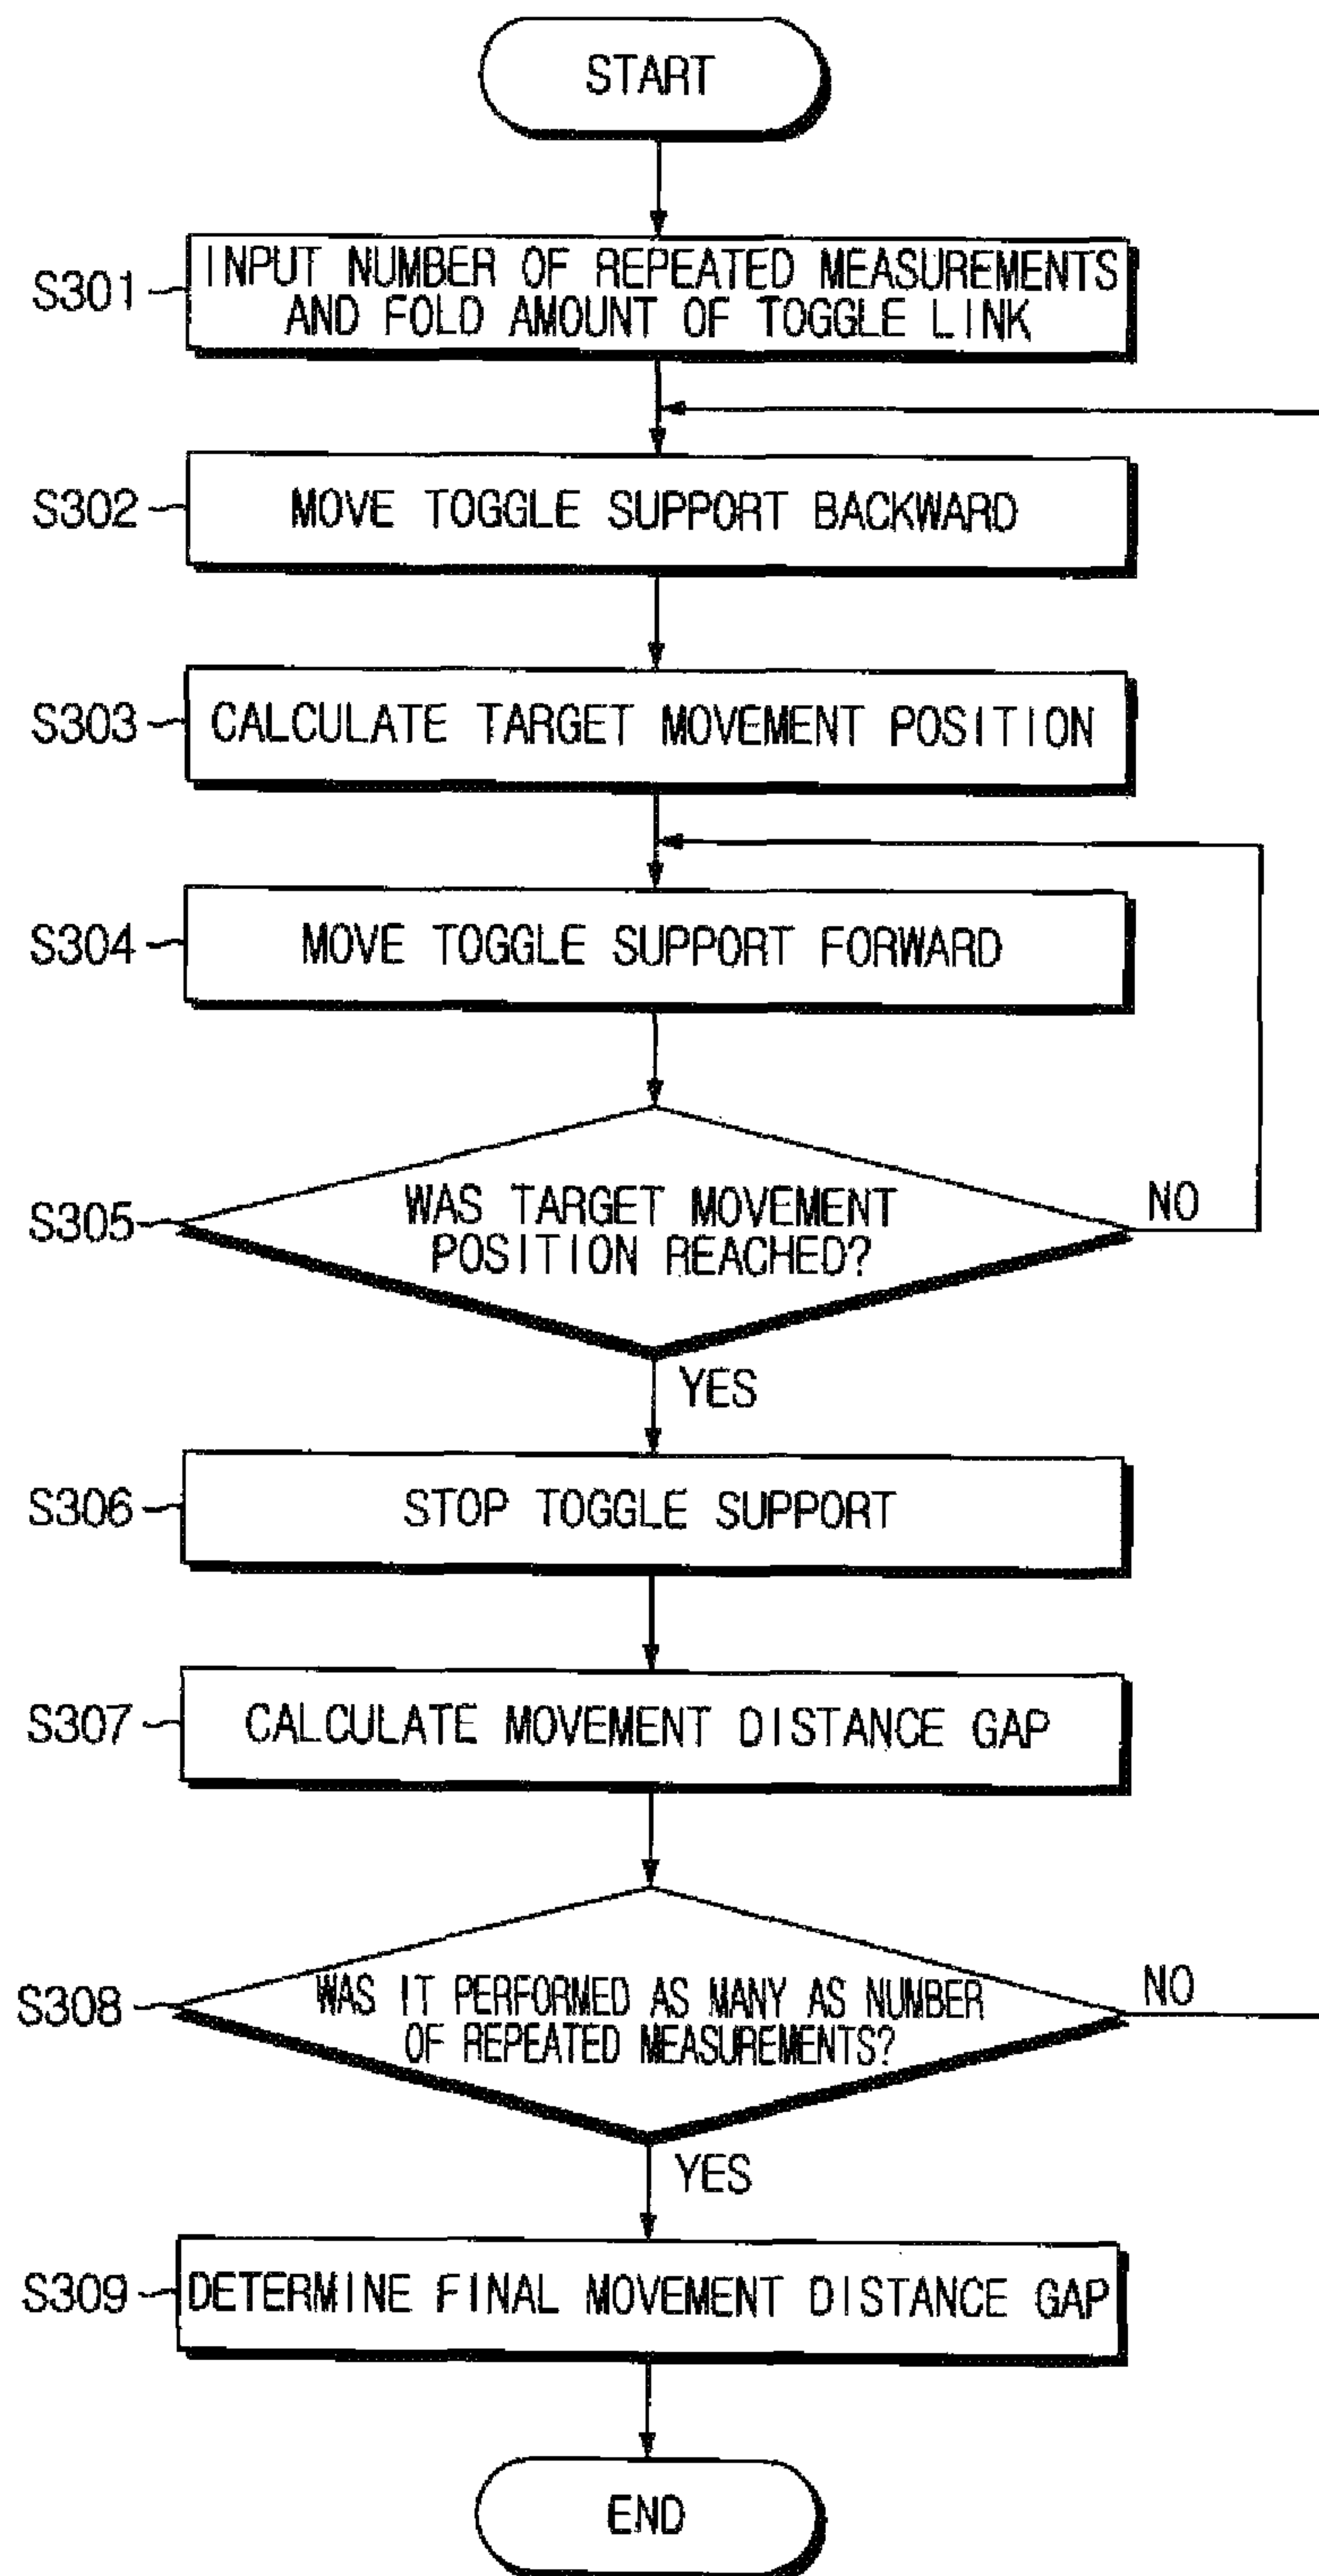 START
S301
INPUT NUMBER OF REPEATED MEASUREMENTS
AND FOLD AMOUNT OF TOGGLE LINK
S302
MOVE TOGGLE SUPPORT BACKWARD
S303
CALCULATE TARGET MOVEMENT POSITION
S304
MOVE TOGGLE SUPPORT FORWARD
S305
WAS TARGET MOVEMENT
POSITION REACHED?
NO
YES
S306
STOP TOGGLE SUPPORT
S307
CALCULATE MOVEMENT DISTANCE GAP
S308
WAS IT PERFORMED AS MANY AS NUMBER
OF REPEATED MEASUREMENTS?
NO
YES
S309
DETERMINE FINAL MOVEMENT DISTANCE GAP
END